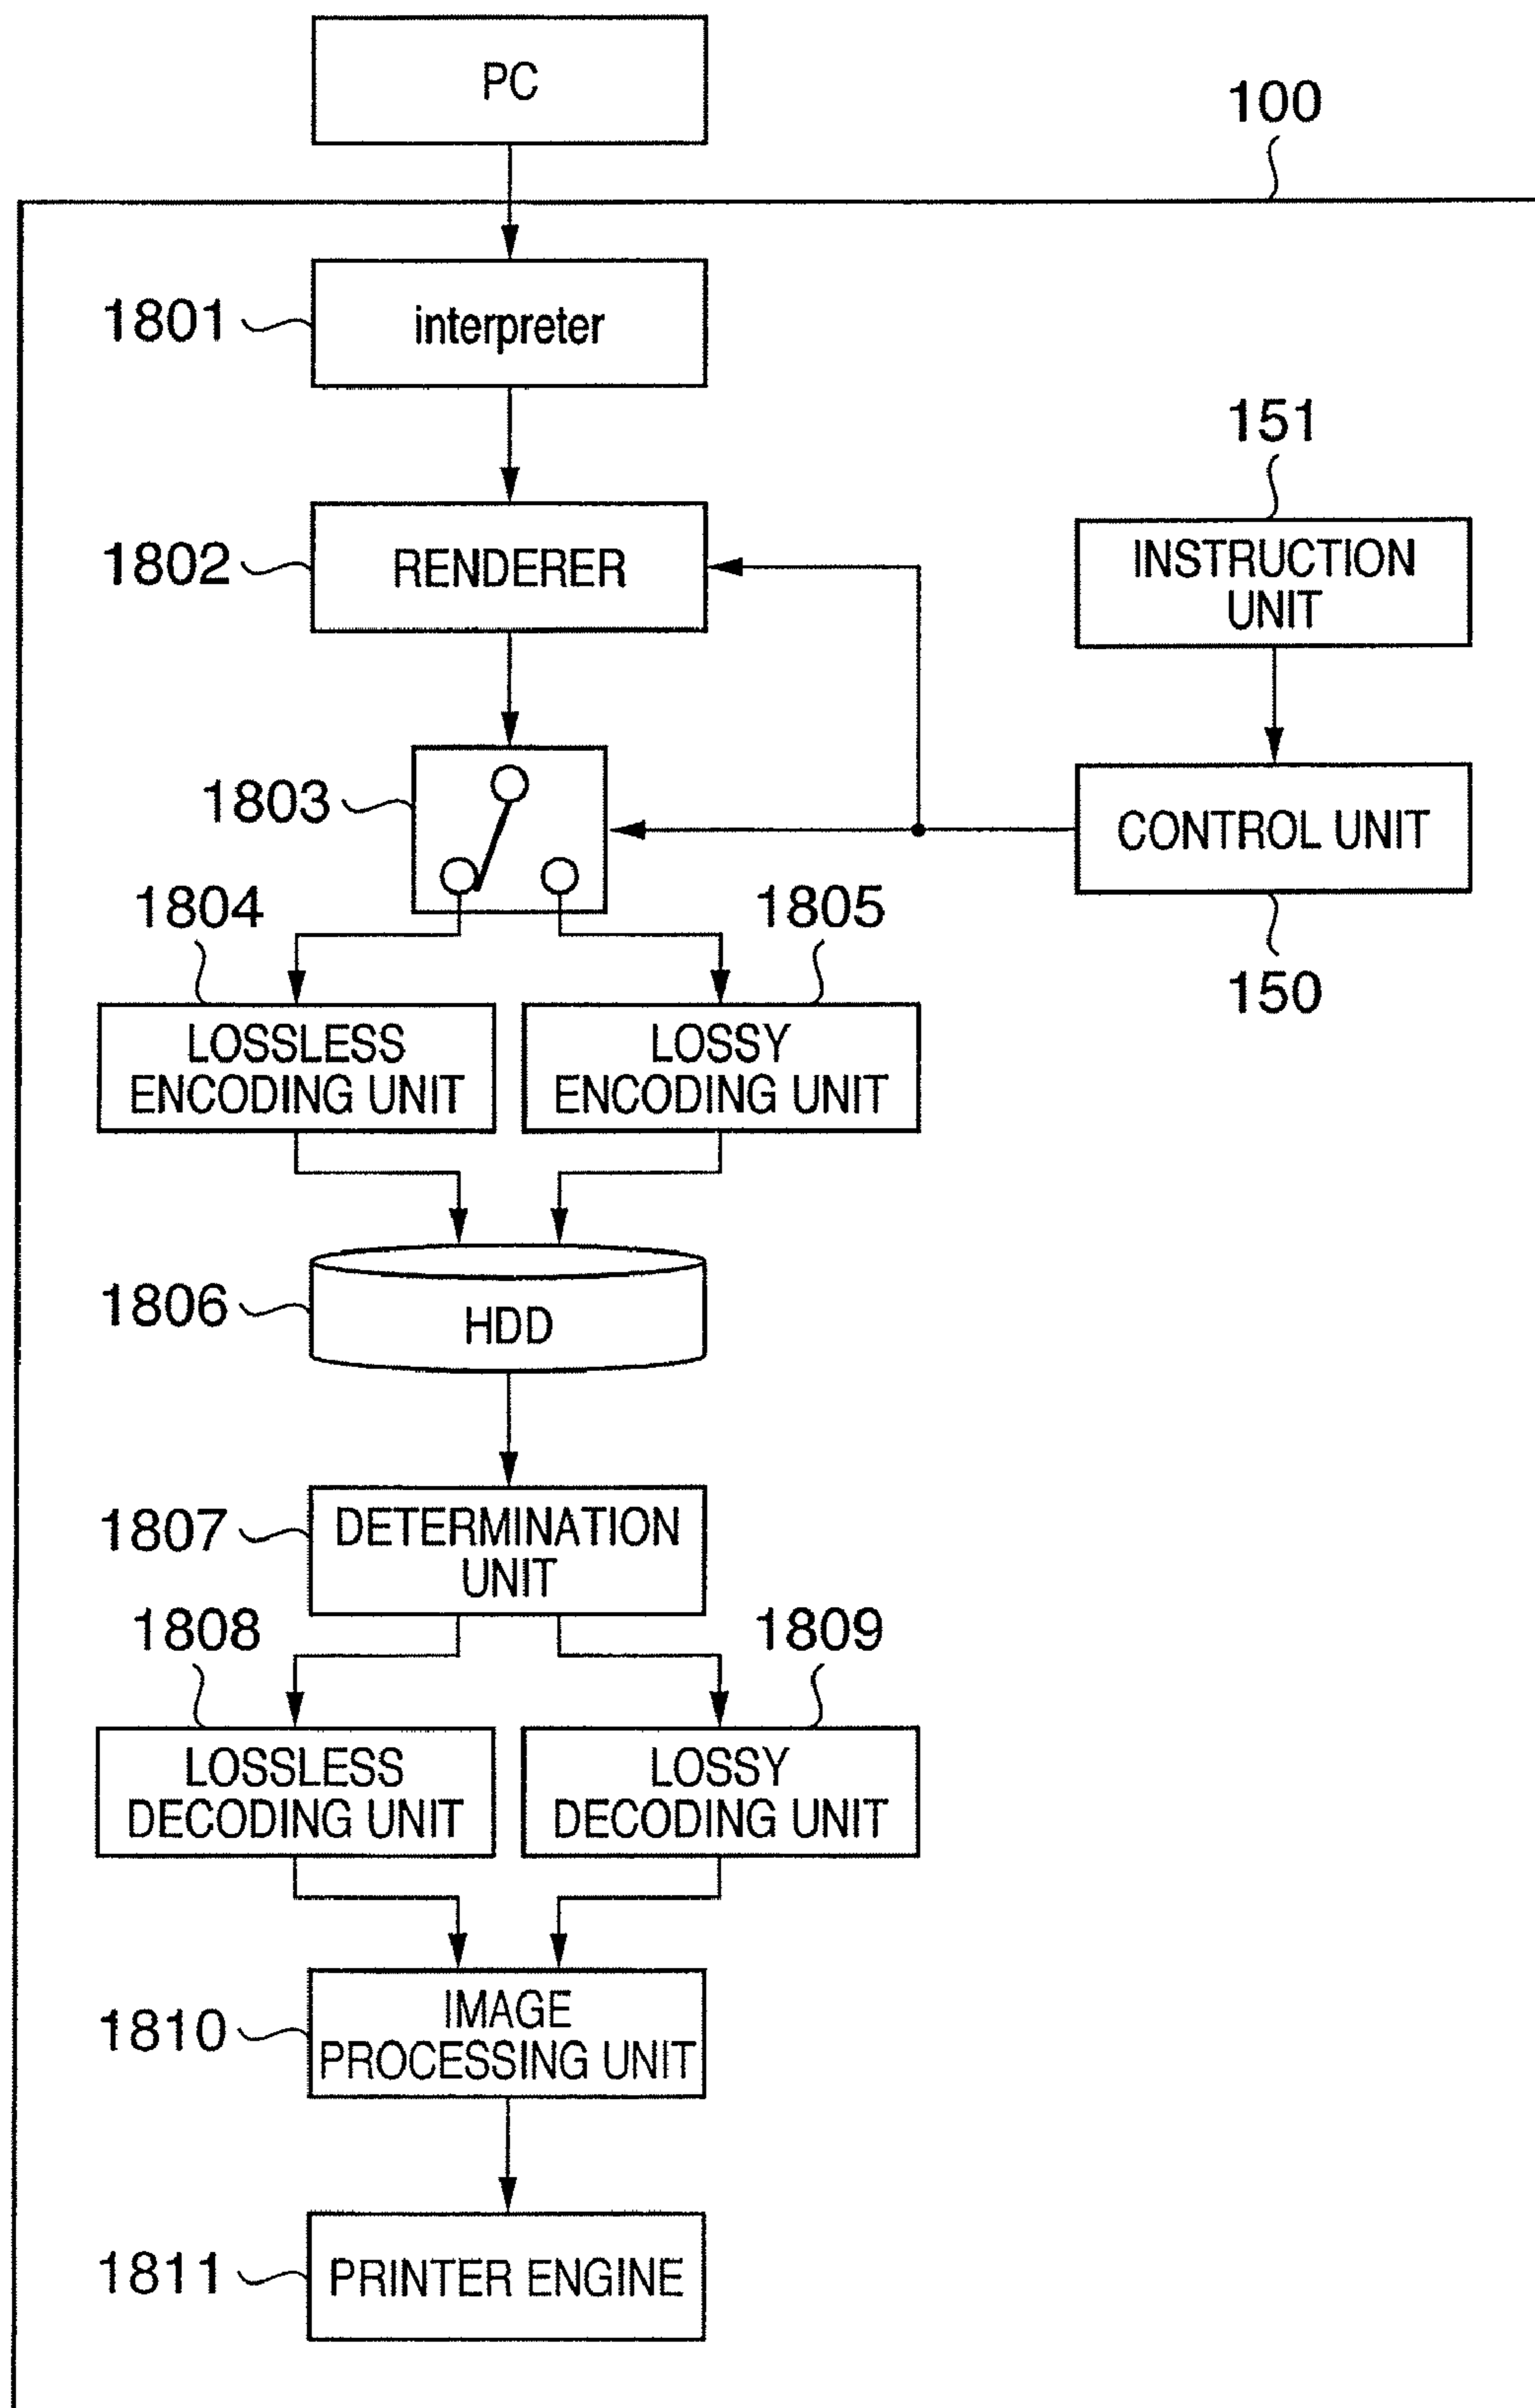 PC
100
1801
interpreter
151
1802
RENDERER
INSTRUCTION
UNIT
1803
CONTROL UNIT
1804
1805
150
LOSSLESS
ENCODING UNIT
LOSSY
ENCODING UNIT
1806
HDD
1807
DETERMINATION
UNIT
1808
1809
LOSSLESS
DECODING UNIT
LOSSY
DECODING UNIT
1810
IMAGE
PROCESSING UNIT
1811
PRINTER ENGINE